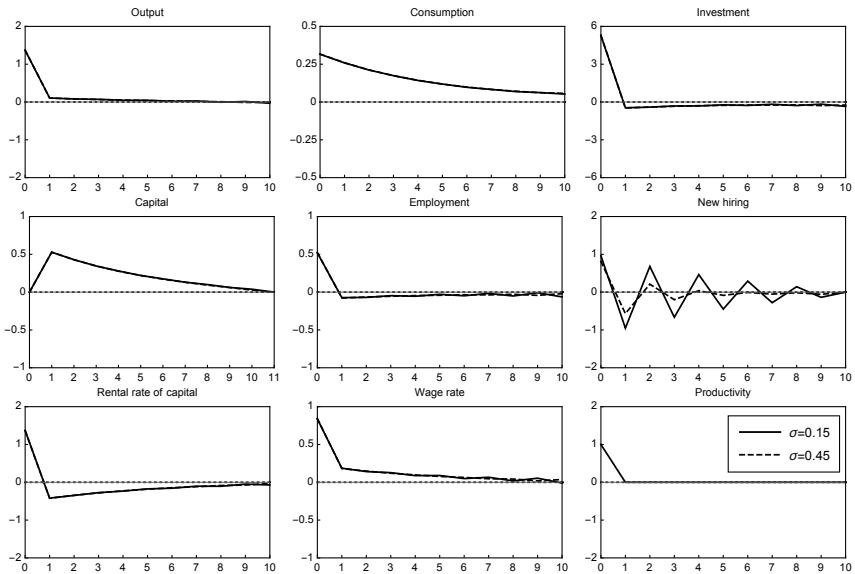 Output
2
1
0
−1
−2
0 1 2 3 4 5 6 7 8 9 10
Consumption
0.5
0.25
0
−0.25
−0.5
0 1 2 3 4 5 6 7 8 9 10
Investment
6
3
0
−3
−6
0 1 2 3 4 5 6 7 8 9 10
Capital
1
0.5
0
−0.5
−1
0 1 2 3 4 5 6 7 8 9 10 11
Employment
1
0.5
0
−0.5
−1
0 1 2 3 4 5 6 7 8 9 10
New hiring
2
1
0
−1
−2
0 1 2 3 4 5 6 7 8 9 10
Rental rate of capital
2
1
0
−1
−2
0 1 2 3 4 5 6 7 8 9 10
Wage rate
1
0.5
0
−0.5
−1
0 1 2 3 4 5 6 7 8 9 10
Productivity
2
1
0
−1
−2
0 1 2 3 4 5 6 7 8 9 10
σ=0.15
σ=0.45